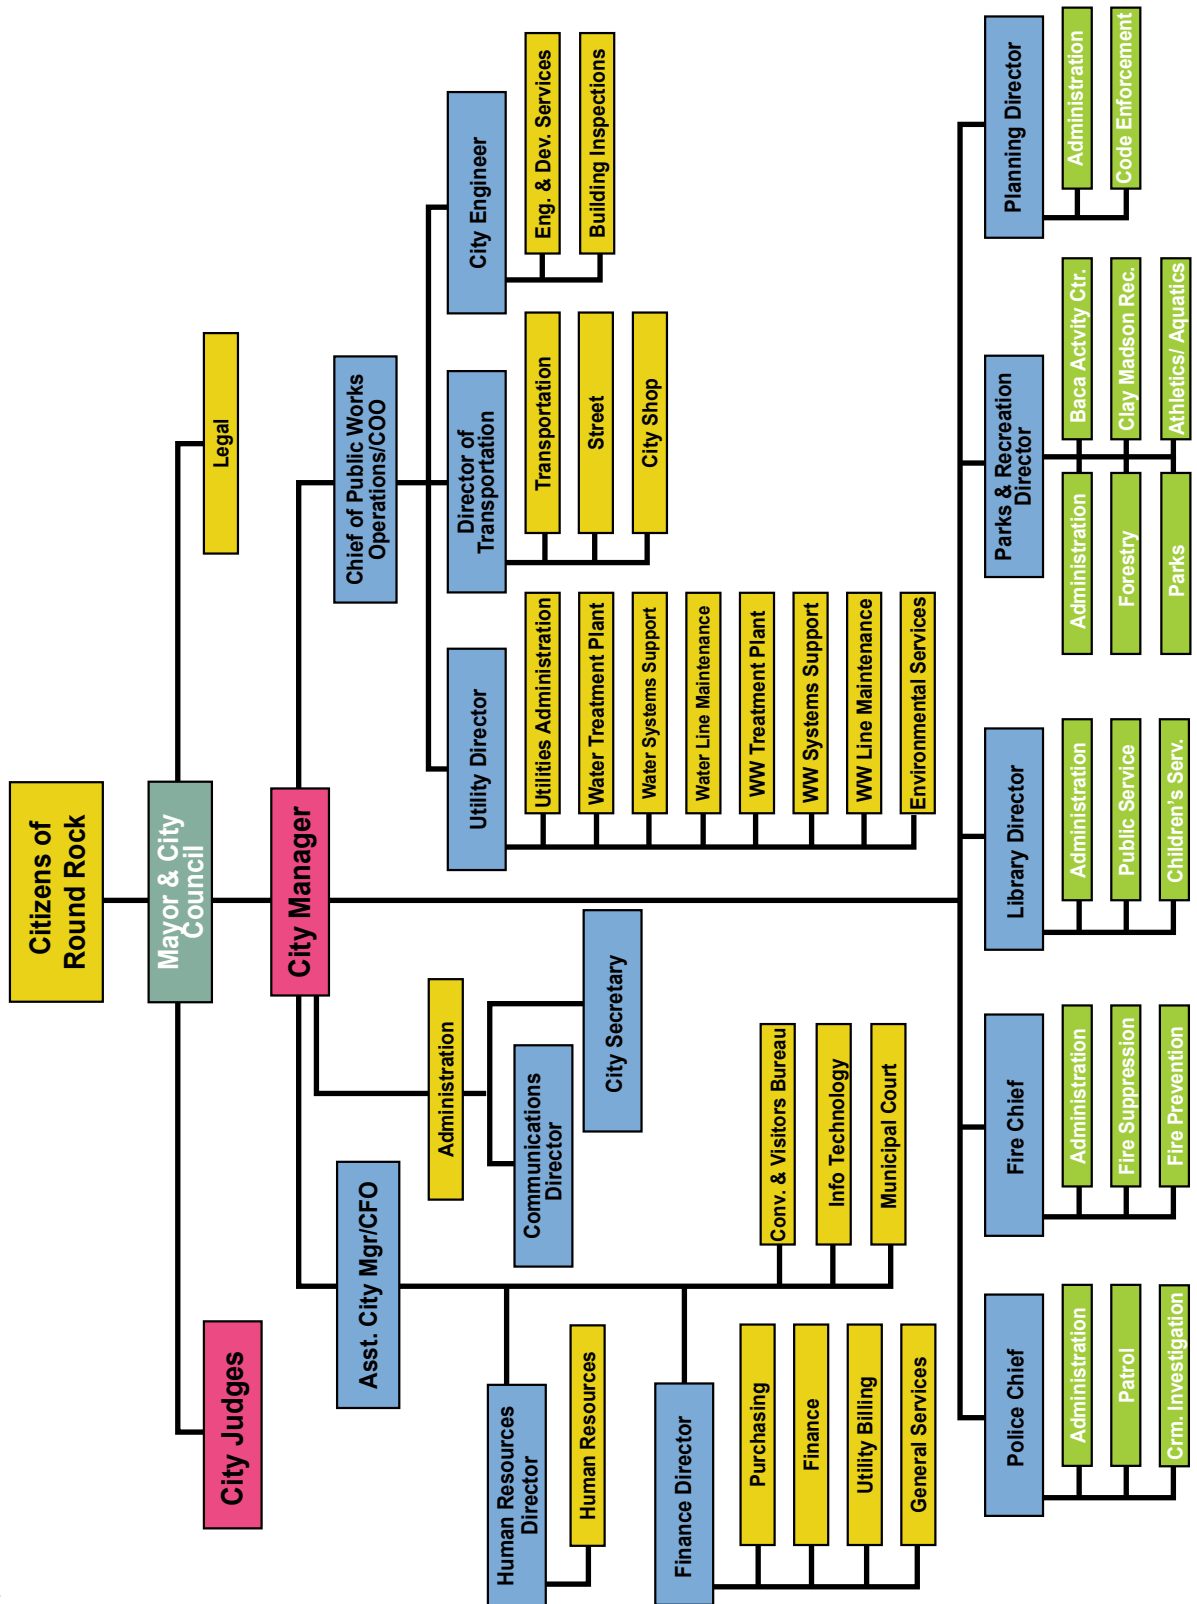 Citizens of
Round Rock
Mayor & City
Council
City Judges
Legal
City Manager
Asst. City Mgr/CFO
Administration
Chief of Public Works
Operations/COO
Human Resources
Director
Human Resources
Finance Director
Purchasing
Finance
Utility Billing
General Services
Conv. & Visitors Bureau
Info Technology
Municipal Court
Communications
Director
City Secretary
Utility Director
Utilities Administration
Water Treatment Plant
Water Systems Support
Water Line Maintenance
WW Treatment Plant
WW Systems Support
WW Line Maintenance
Environmental Services
Director of
Transportation
Transportation
Street
City Shop
City Engineer
Eng. & Dev. Services
Building Inspections
Police Chief
Administration
Patrol
Crm. Investigation
Fire Chief
Administration
Fire Suppression
Fire Prevention
Library Director
Administration
Public Service
Children's Serv.
Parks & Recreation
Director
Administration
Forestry
Parks
Baca Actvity Ctr.
Clay Madson Rec.
Athletics/ Aquatics
Planning Director
Administration
Code Enforcement